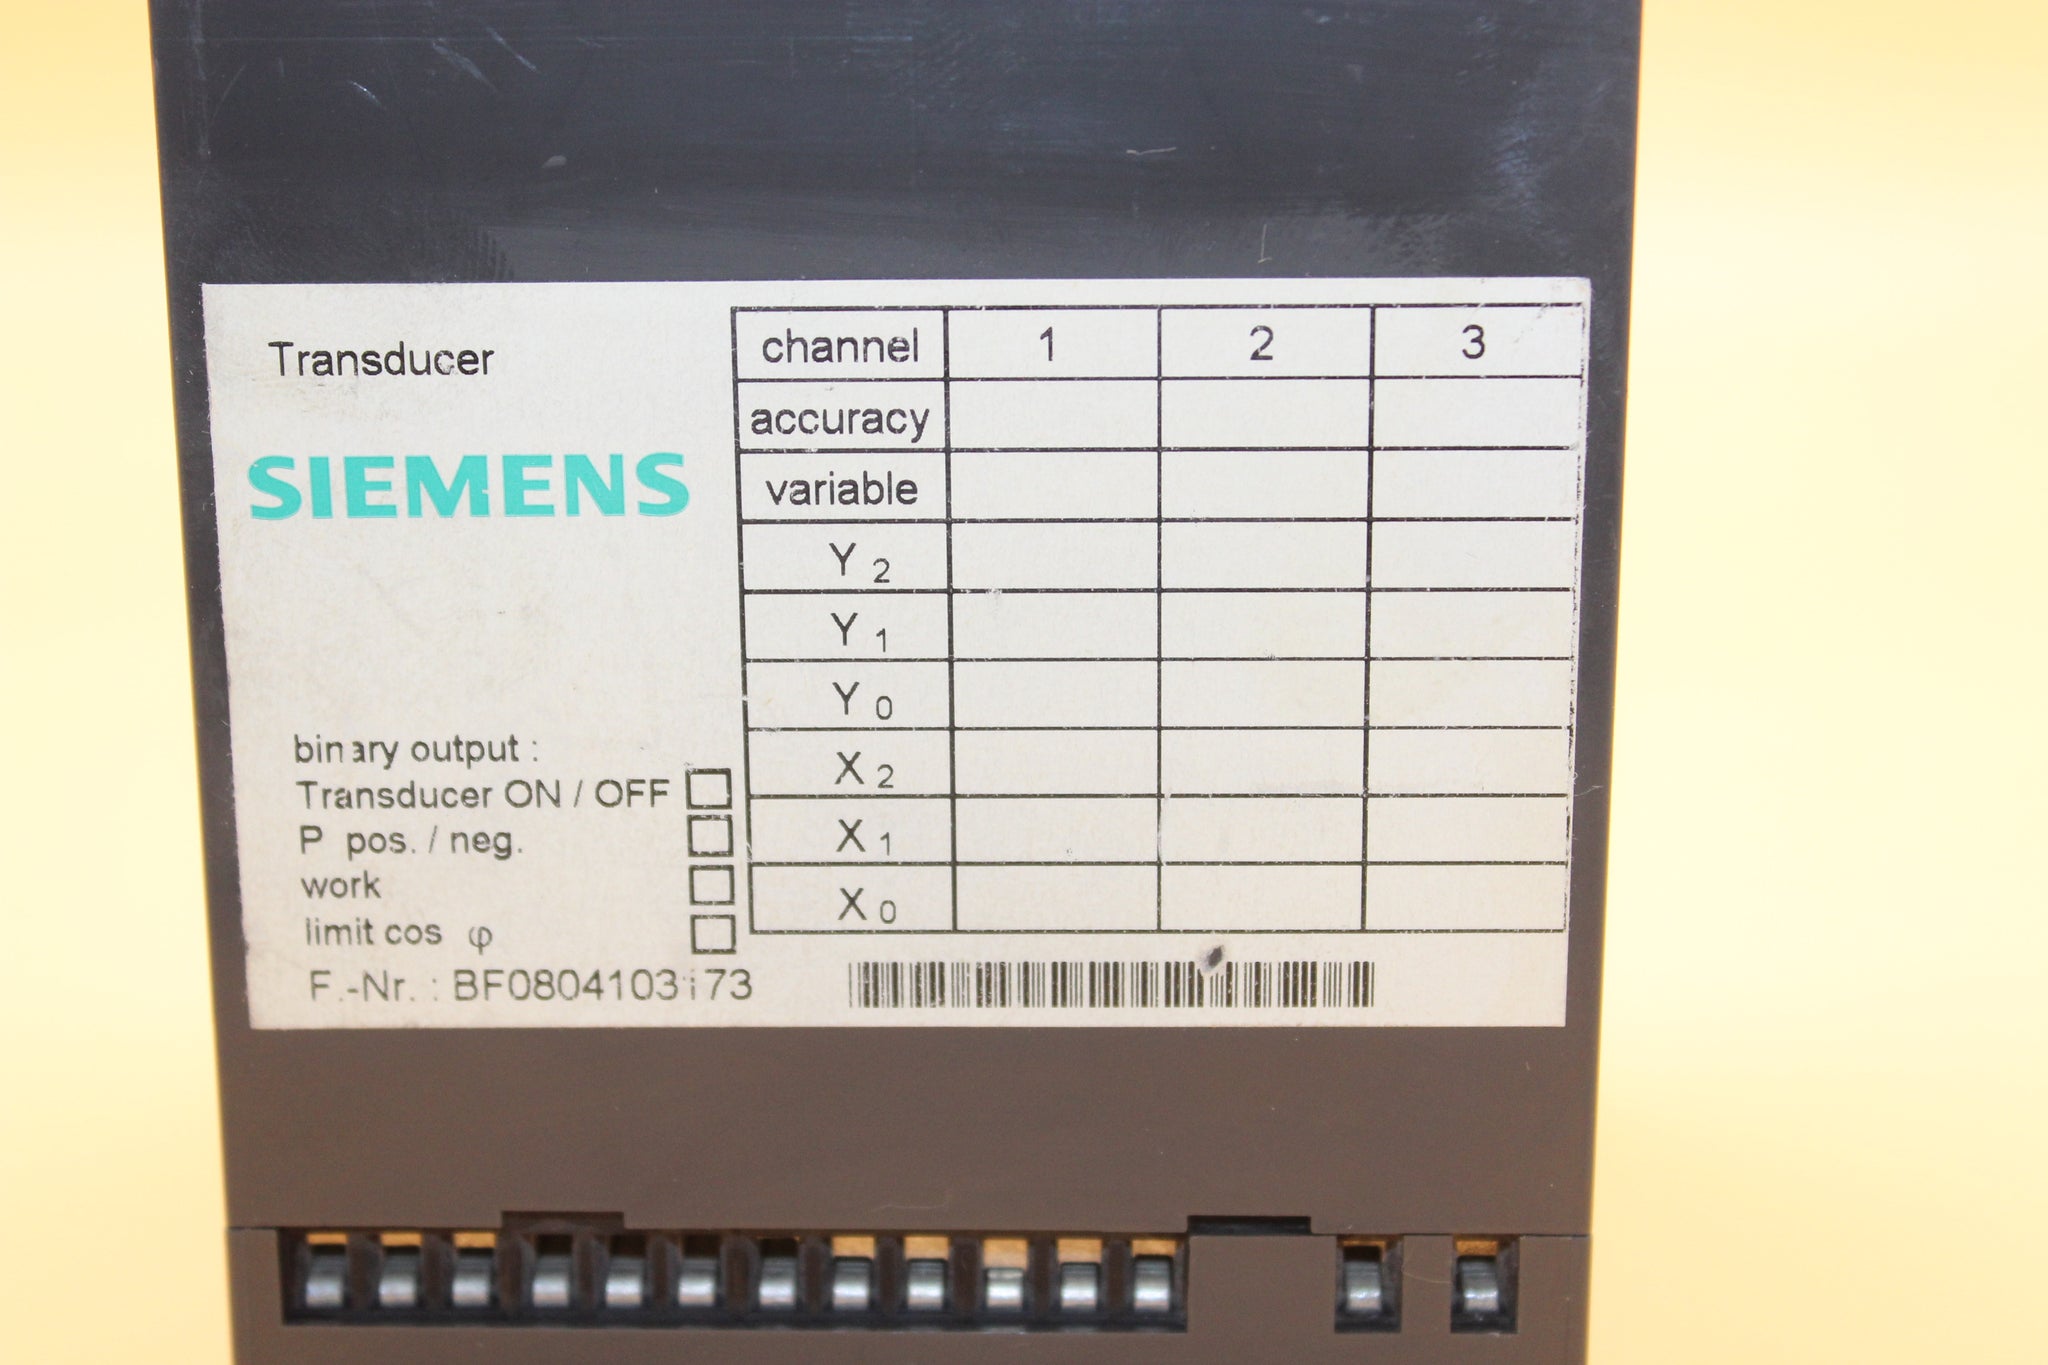 Transducer
SIEMENS
binary output :
Transducer ON / OFF
P pos. / neg.
work
limit cos φ
F.-Nr. :
channel 1 2 3
accuracy
variable
Y 2
Y 1
Y 0
X 2
X 1
X 0